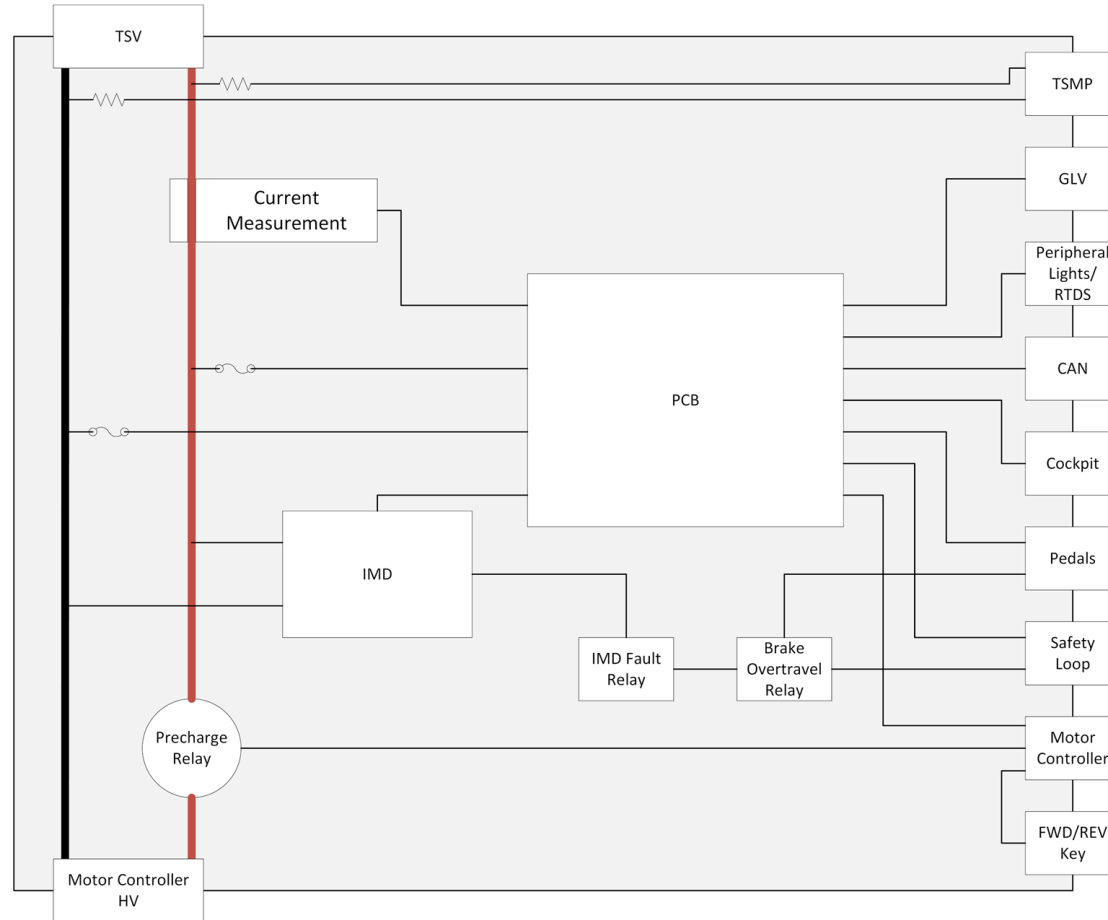 TSV
TSMP
Current
Measurement
GLV
Peripheral
Lights/
RTDS
CAN
PCB
Cockpit
IMD
Pedals
IMD Fault
Relay
Brake
Overtravel
Relay
Safety
Loop
Precharge
Relay
Motor
Controller
FWD/REV
Key
Motor Controller
HV